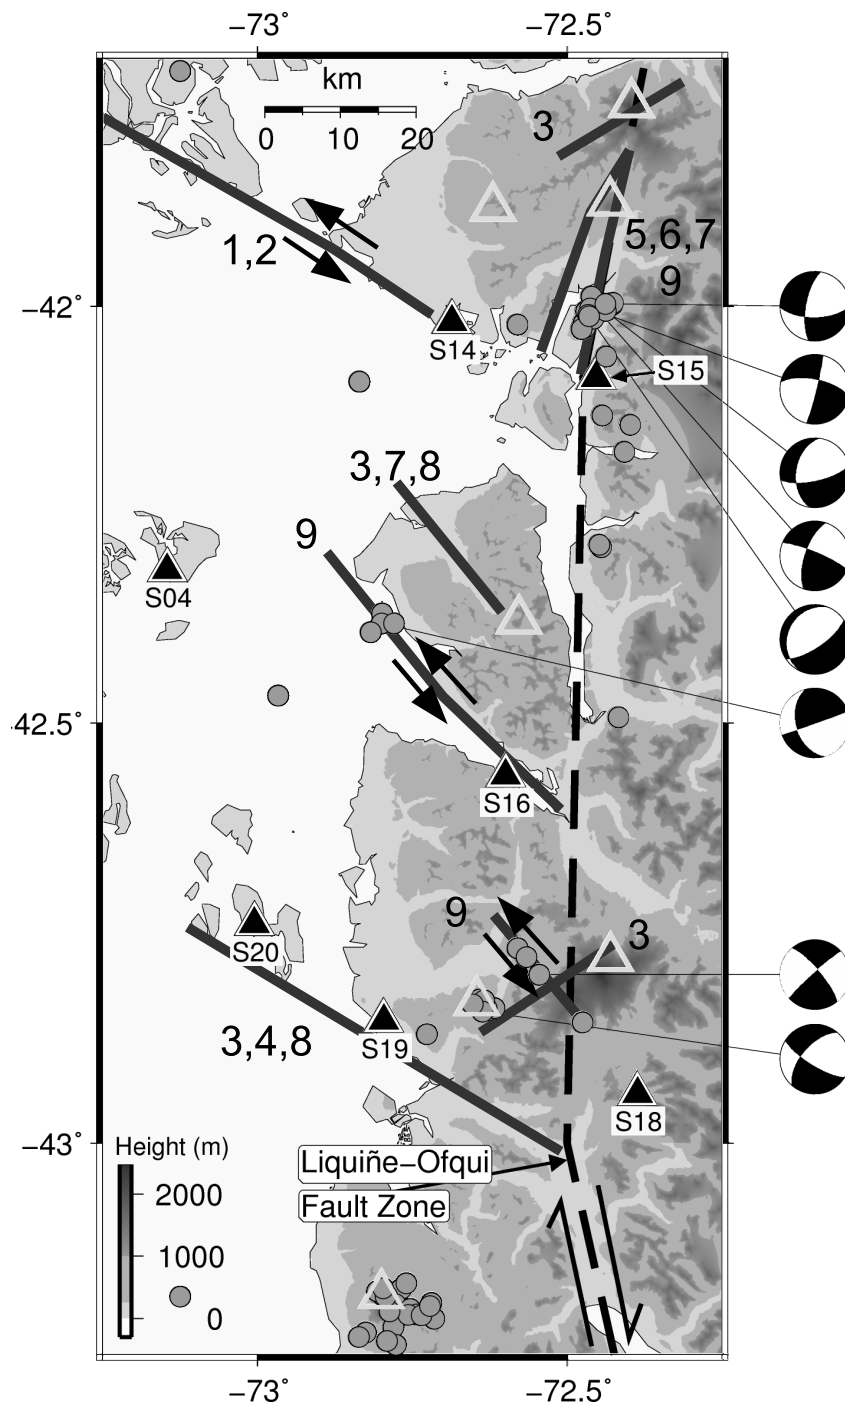 −73˚ −72.5˚
km
0 10 20
3
1,2
5,6,7
9
−42˚
S14
S15
3,7,8
9
S04
42.5˚
S16
9
3
S20
3,4,8
S19
S18
−43˚
Height (m)
2000
1000
0
Liquiñe−Ofqui
Fault Zone
−73˚ −72.5˚